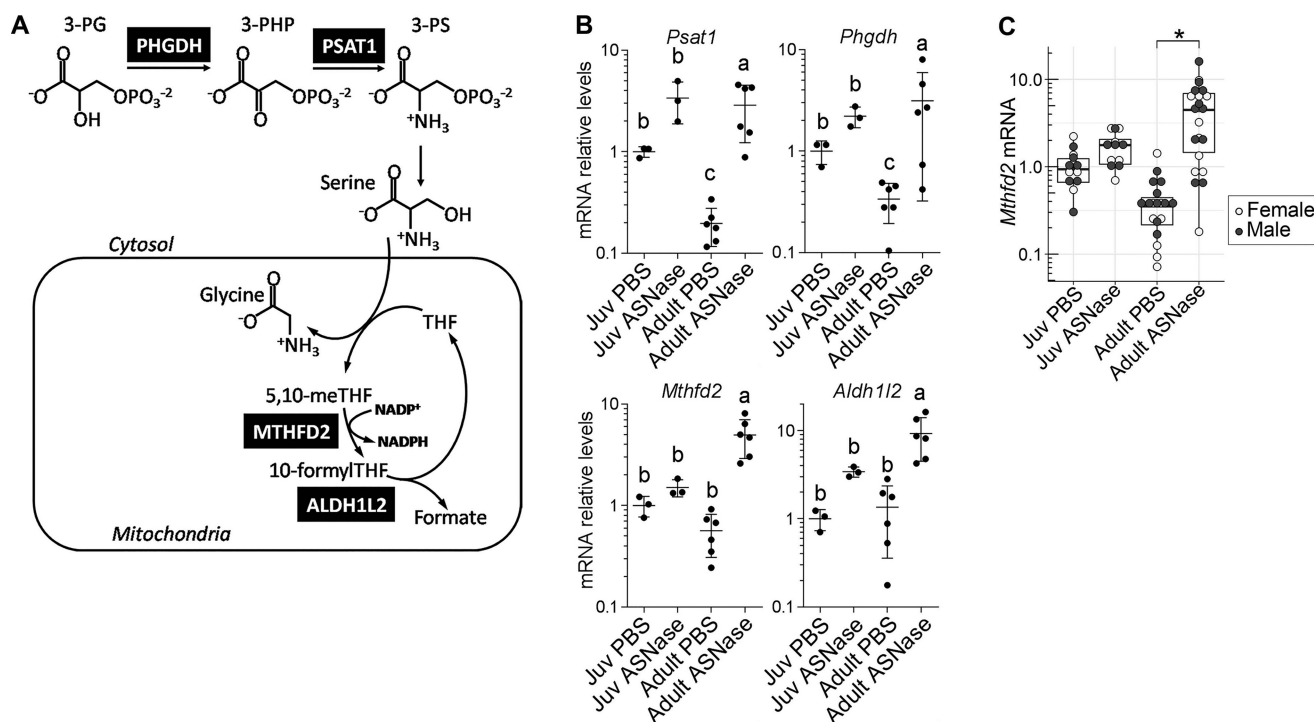 A
3-PG
3-PHP
3-PS
PHGDH
PSAT1
O
⁻O
OH
OPO₃⁻²
O
⁻O
O
OPO₃⁻²
O
⁻O
⁺NH₃
OPO₃⁻²
Serine
O
⁻O
OH
⁺NH₃
Cytosol
Glycine
O
⁻O
⁺NH₃
THF
5,10-meTHF
NADP⁺
MTHFD2
NADPH
10-formylTHF
ALDH1L2
Formate
Mitochondria
B
Psat1
mRNA relative levels
10
1
0.1
b
b
c
a
Juv PBS
Juv ASNase
Adult PBS
Adult ASNase
Phgdh
10
1
0.1
b
b
c
a
Juv PBS
Juv ASNase
Adult PBS
Adult ASNase
Mthfd2
mRNA relative levels
10
1
0.1
b
b
b
a
Juv PBS
Juv ASNase
Adult PBS
Adult ASNase
Aldh1l2
10
1
0.1
b
b
b
a
Juv PBS
Juv ASNase
Adult PBS
Adult ASNase
C
*
Mthfd2 mRNA
10.0
1.0
0.1
0.0
Juv PBS
Juv ASNase
Adult PBS
Adult ASNase
Female
Male